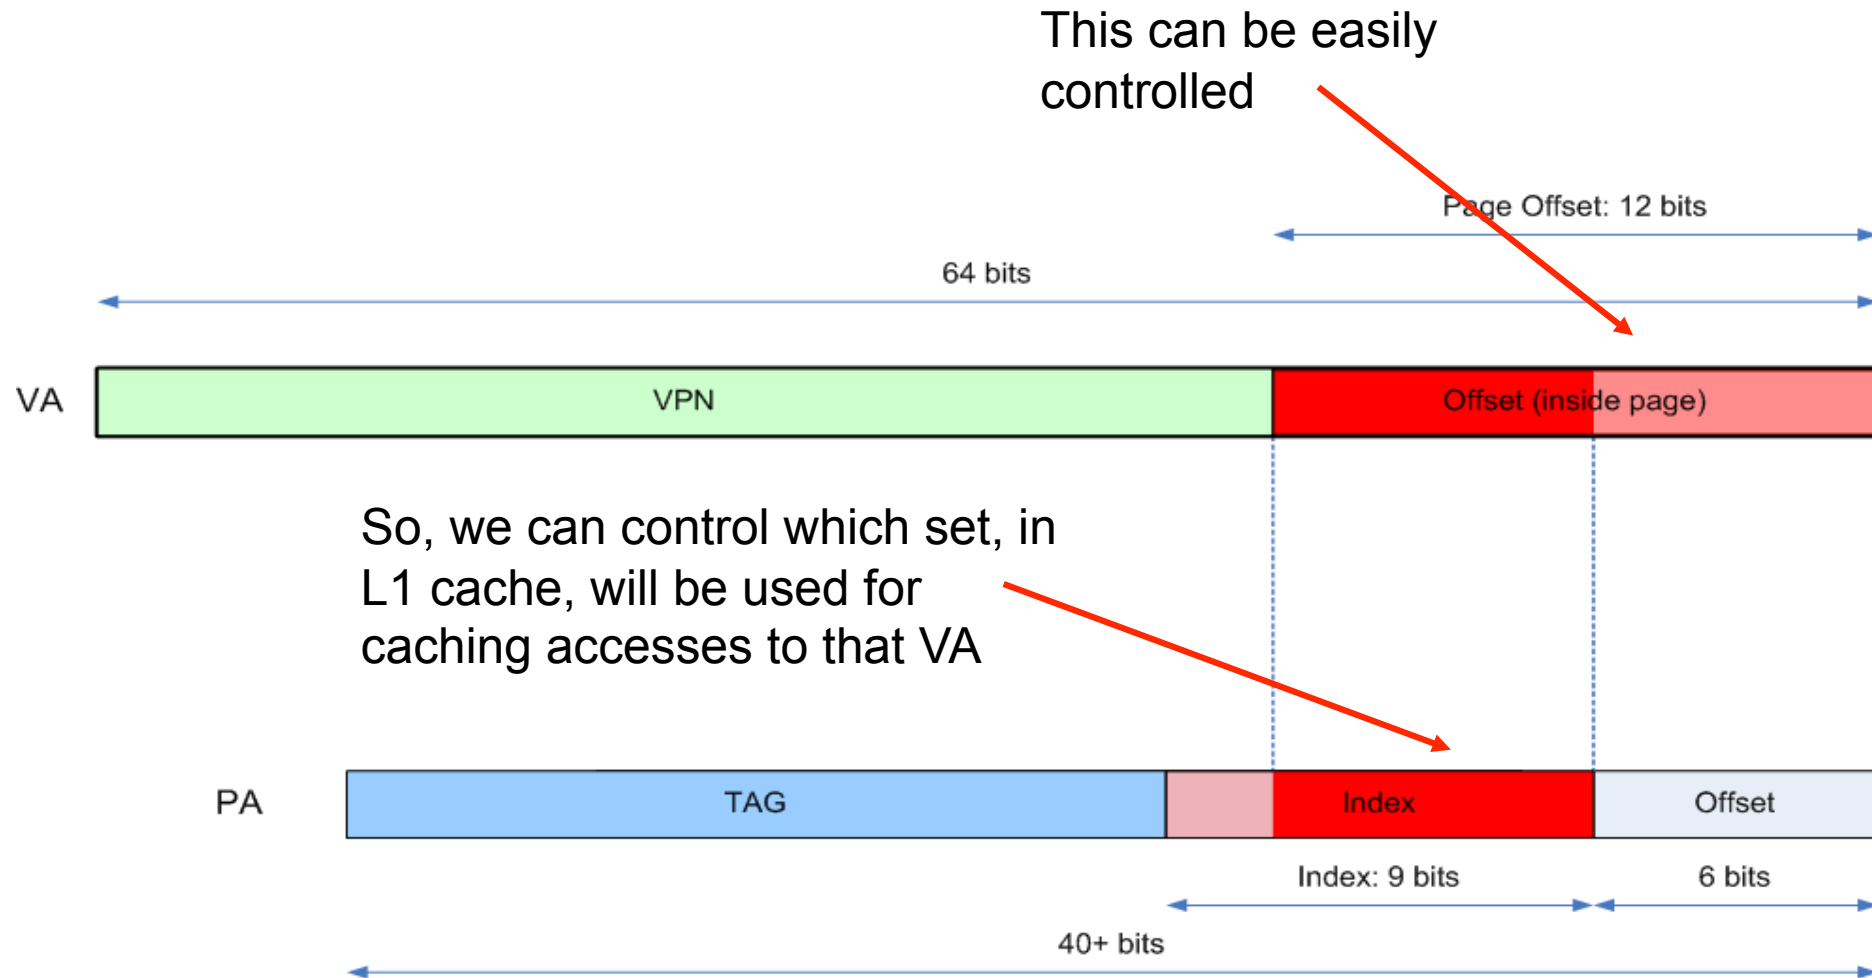 This can be easily
controlled
Page Offset: 12 bits
64 bits
VA
VPN
Offset (inside page)
So, we can control which set, in
L1 cache, will be used for
caching accesses to that VA
PA
TAG
Index
Offset
Index: 9 bits
6 bits
40+ bits